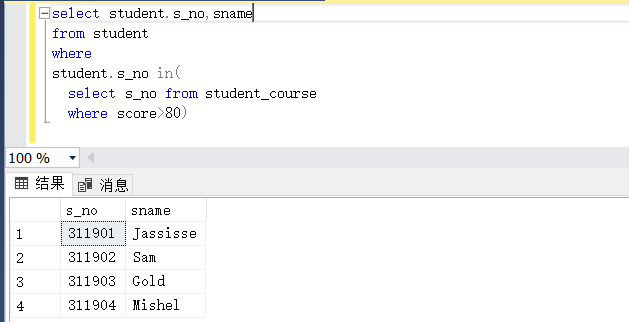 select student.s_no,sname
from student
where
student.s_no in(
select s_no from student_course
where score>80)
100 %
结果 消息
s_no sname
1 311901 Jassisse
2 311902 Sam
3 311903 Gold
4 311904 Mishel